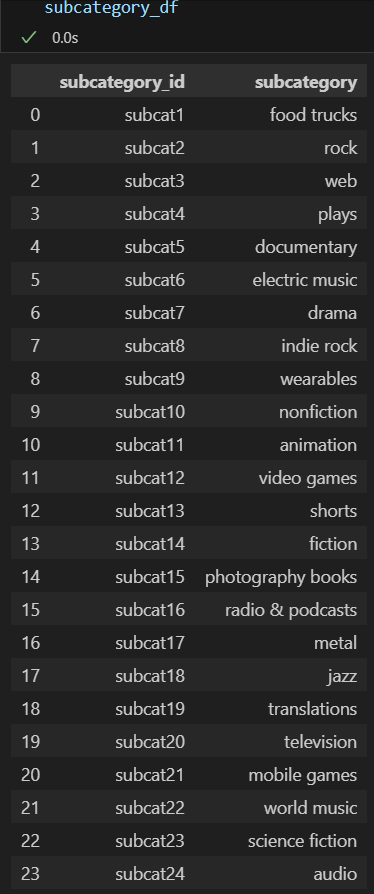 subcategory_df
0.0s
subcategory_id subcategory
0 subcat1 food trucks
1 subcat2 rock
2 subcat3 web
3 subcat4 plays
4 subcat5 documentary
5 subcat6 electric music
6 subcat7 drama
7 subcat8 indie rock
8 subcat9 wearables
9 subcat10 nonfiction
10 subcat11 animation
11 subcat12 video games
12 subcat13 shorts
13 subcat14 fiction
14 subcat15 photography books
15 subcat16 radio & podcasts
16 subcat17 metal
17 subcat18 jazz
18 subcat19 translations
19 subcat20 television
20 subcat21 mobile games
21 subcat22 world music
22 subcat23 science fiction
23 subcat24 audio